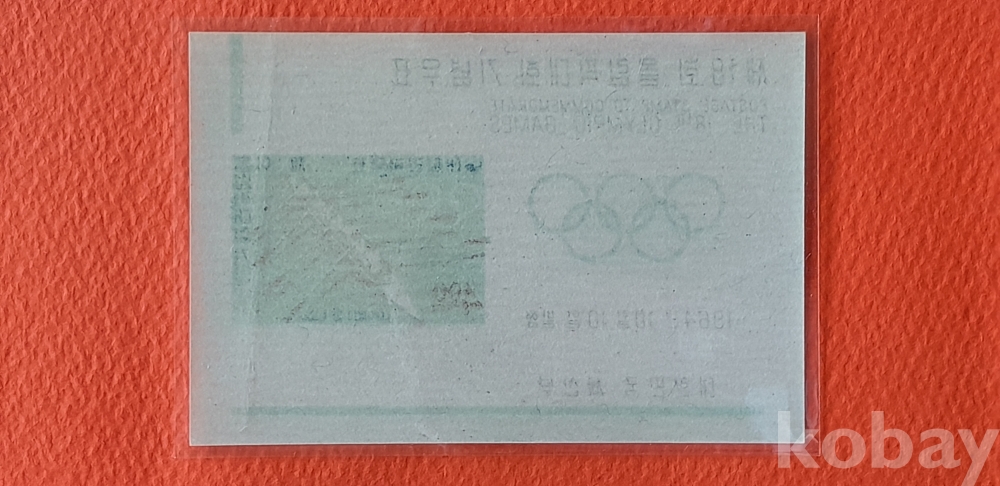 제18회 올림픽대회 기념우표
POSTAGE STAMP TO COMMEMORATE
THE 18TH OLYMPIC GAMES
1964년 10월 10일 발행
대한민국 체신부
kobay